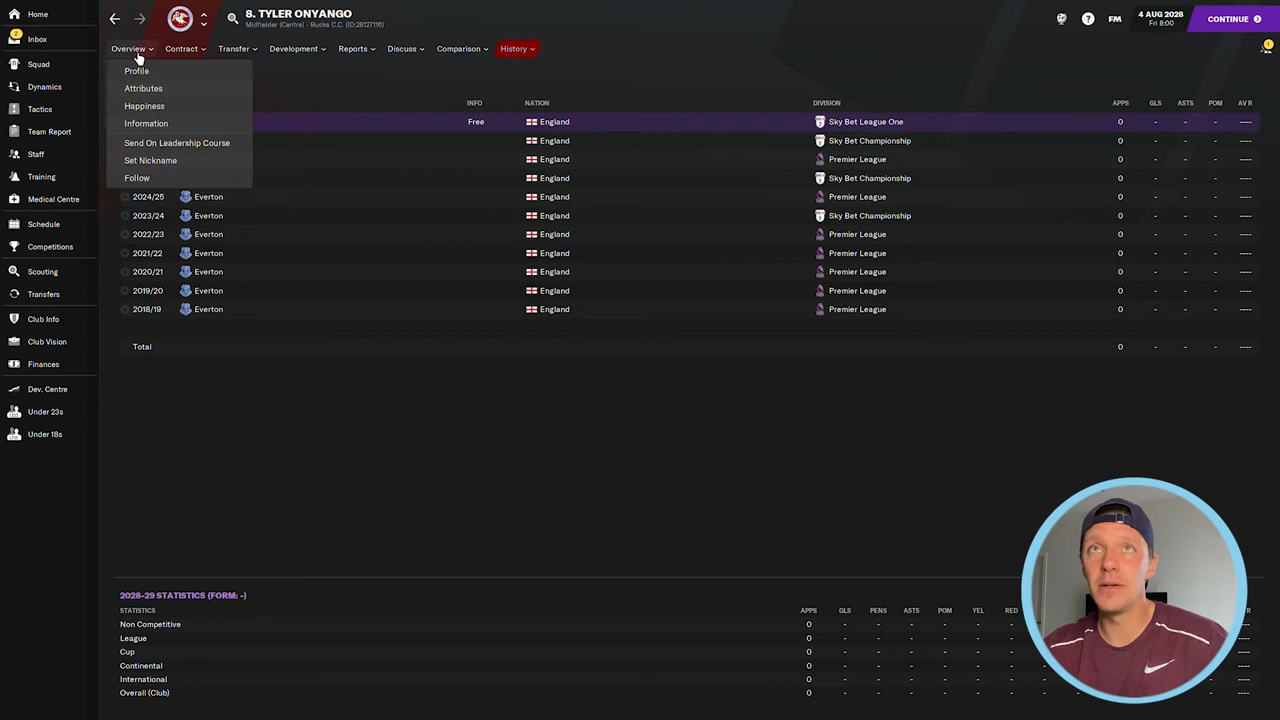 Home
Inbox
2
Squad
Dynamics
Tactics
Team Report
Staff
Training
Medical Centre
Schedule
Competitions
Scouting
Transfers
Club Info
Club Vision
Finances
Dev. Centre
Under 23s
Under 18s
8. TYLER ONYANGO
Midfielder (Centre) - Bucks C.C. (ID:28127116)
FM
4 AUG 2028
Fri 8:00
CONTINUE
Overview
Contract
Transfer
Development
Reports
Discuss
Comparison
History
Profile
Attributes
Happiness
Information
Send On Leadership Course
Set Nickname
Follow
INFO NATION DIVISION APPS GLS ASTS POM AV R
Free England Sky Bet League One 0 - - - ----
England Sky Bet Championship 0 - - - ----
England Premier League 0 - - - ----
England Sky Bet Championship 0 - - - ----
2024/25 Everton England Premier League 0 - - - ----
2023/24 Everton England Sky Bet Championship 0 - - - ----
2022/23 Everton England Premier League 0 - - - ----
2021/22 Everton England Premier League 0 - - - ----
2020/21 Everton England Premier League 0 - - - ----
2019/20 Everton England Premier League 0 - - - ----
2018/19 Everton England Premier League 0 - - - ----
Total 0 - - - ----
2028-29 STATISTICS (FORM: -)
STATISTICS APPS GLS PENS ASTS POM YEL RED
Non Competitive 0 - - - - - -
League 0 - - - - - -
Cup 0 - - - - - -
Continental 0 - - - - - -
International 0 - - - - - -
Overall (Club) 0 - - - - - -